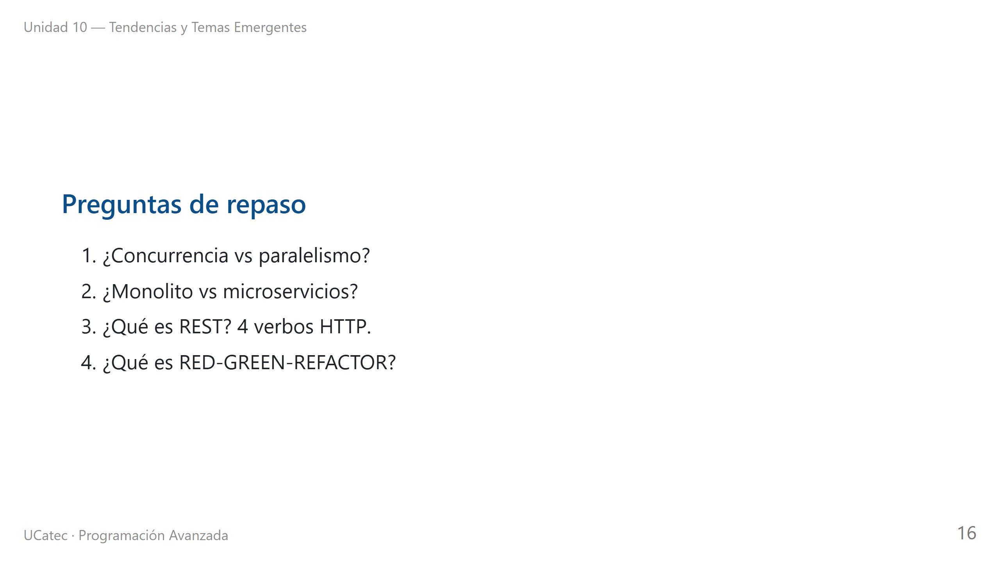 Unidad 10 — Tendencias y Temas Emergentes
Preguntas de repaso
1. ¿Concurrencia vs paralelismo?
2. ¿Monolito vs microservicios?
3. ¿Qué es REST? 4 verbos HTTP.
4. ¿Qué es RED-GREEN-REFACTOR?
UCatec · Programación Avanzada
16